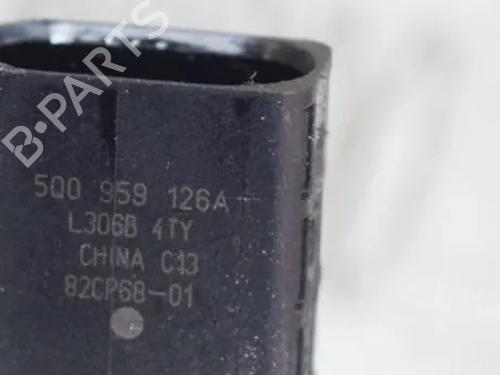 B-PARTS
5Q0 959 126A
L306B 4TY
CHINA C13
82CP68-01